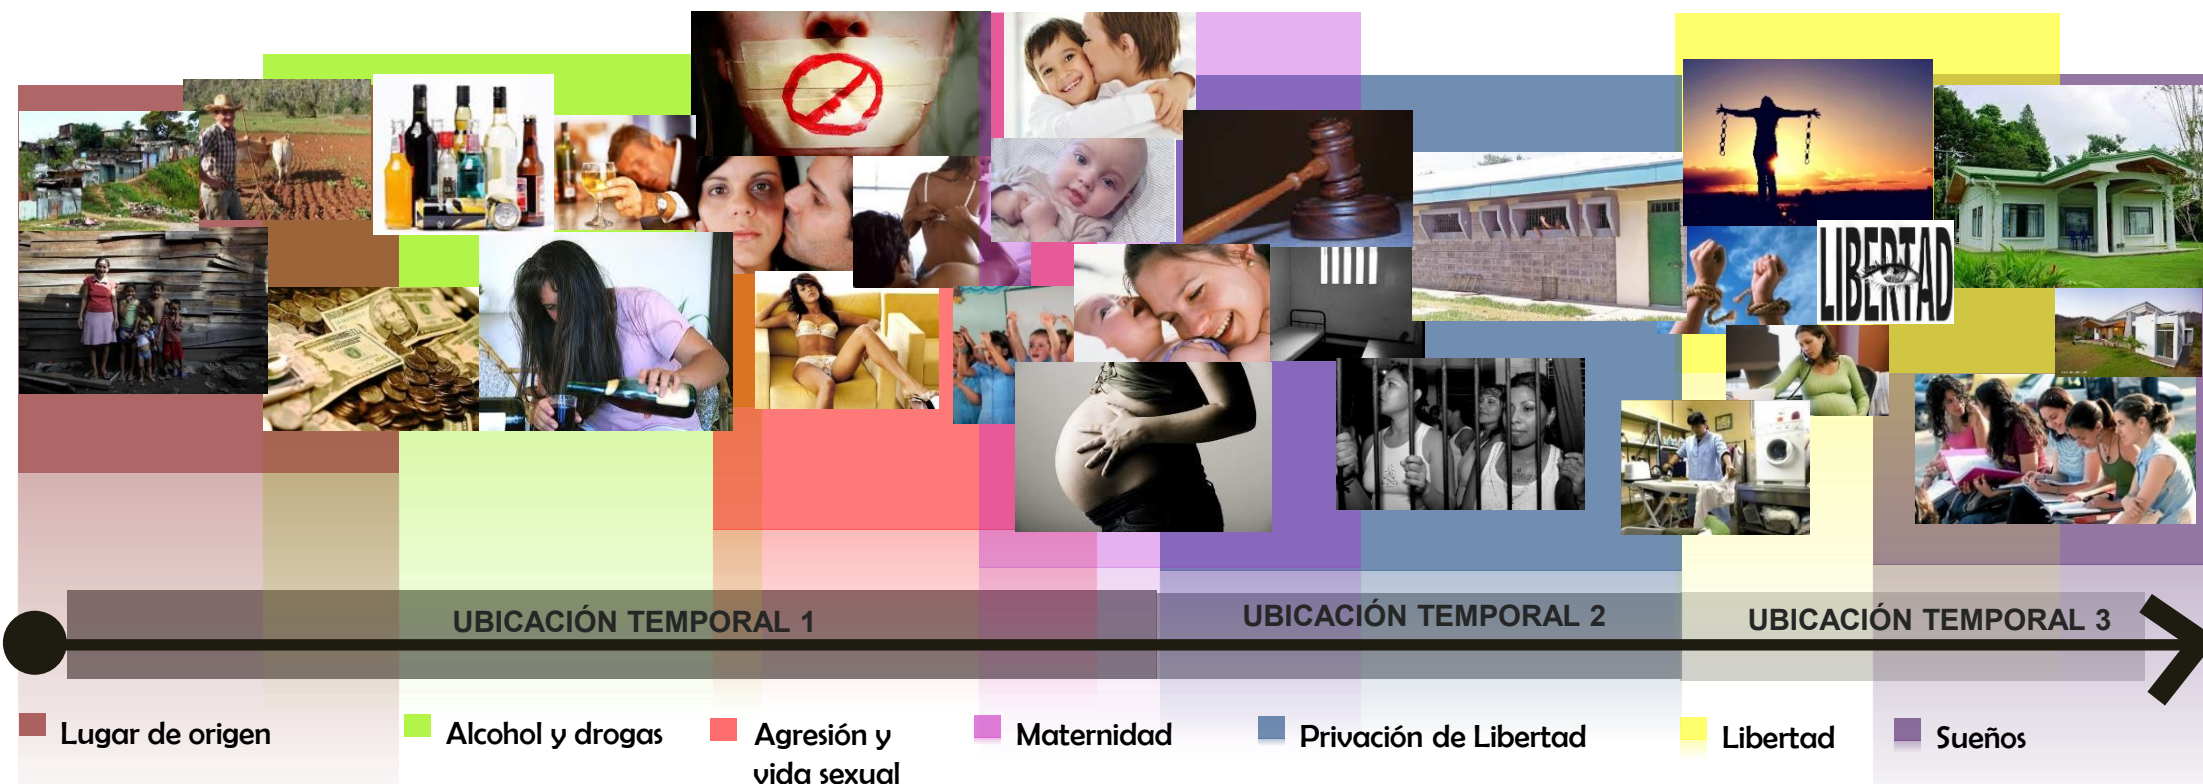 LIBERTAD
UBICACIÓN TEMPORAL 1
UBICACIÓN TEMPORAL 2
UBICACIÓN TEMPORAL 3
Lugar de origen
Alcohol y drogas
Agresión y
vida sexual
Maternidad
Privación de Libertad
Libertad
Sueños